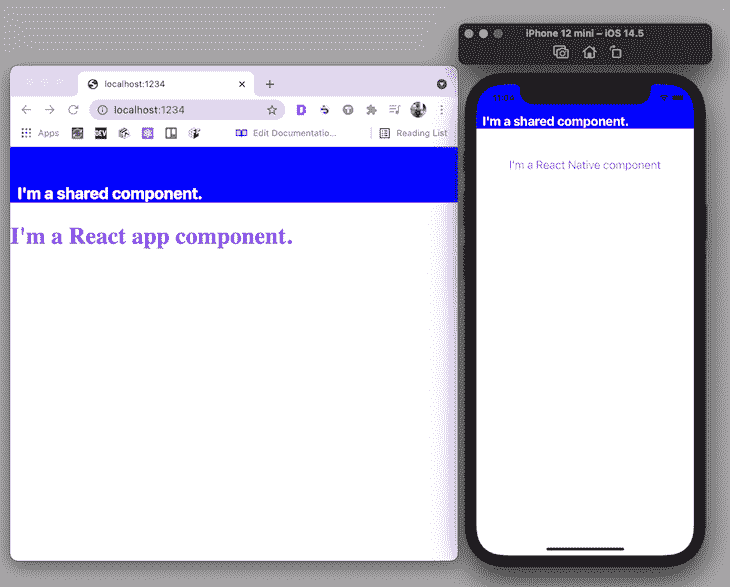 localhost:1234
localhost:1234
Apps
DEV
Edit Documentatio...
Reading List
I'm a shared component.
I'm a React app component.
iPhone 12 mini – iOS 14.5
I'm a shared component.
I'm a React Native component